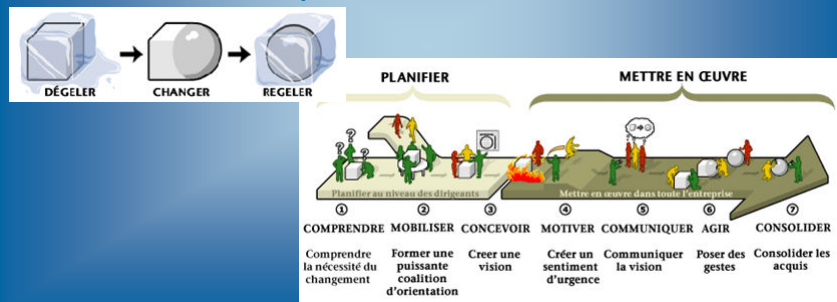 DÉGELER CHANGER REGELER
PLANIFIER METTRE EN ŒUVRE
? ? ?
Planifier au niveau des dirigeants Mettre en œuvre dans toute l'entreprise
1 2 3 4 5 6 7
COMPRENDRE MOBILISER CONCEVOIR MOTIVER COMMUNIQUER AGIR CONSOLIDER
Comprendre
la nécessité du
changement
Former une
puissante
coalition
d'orientation
Creer une
vision
Créer un
sentiment
d'urgence
Communiquer
la vision
Poser des
gestes
Consolider les
acquis